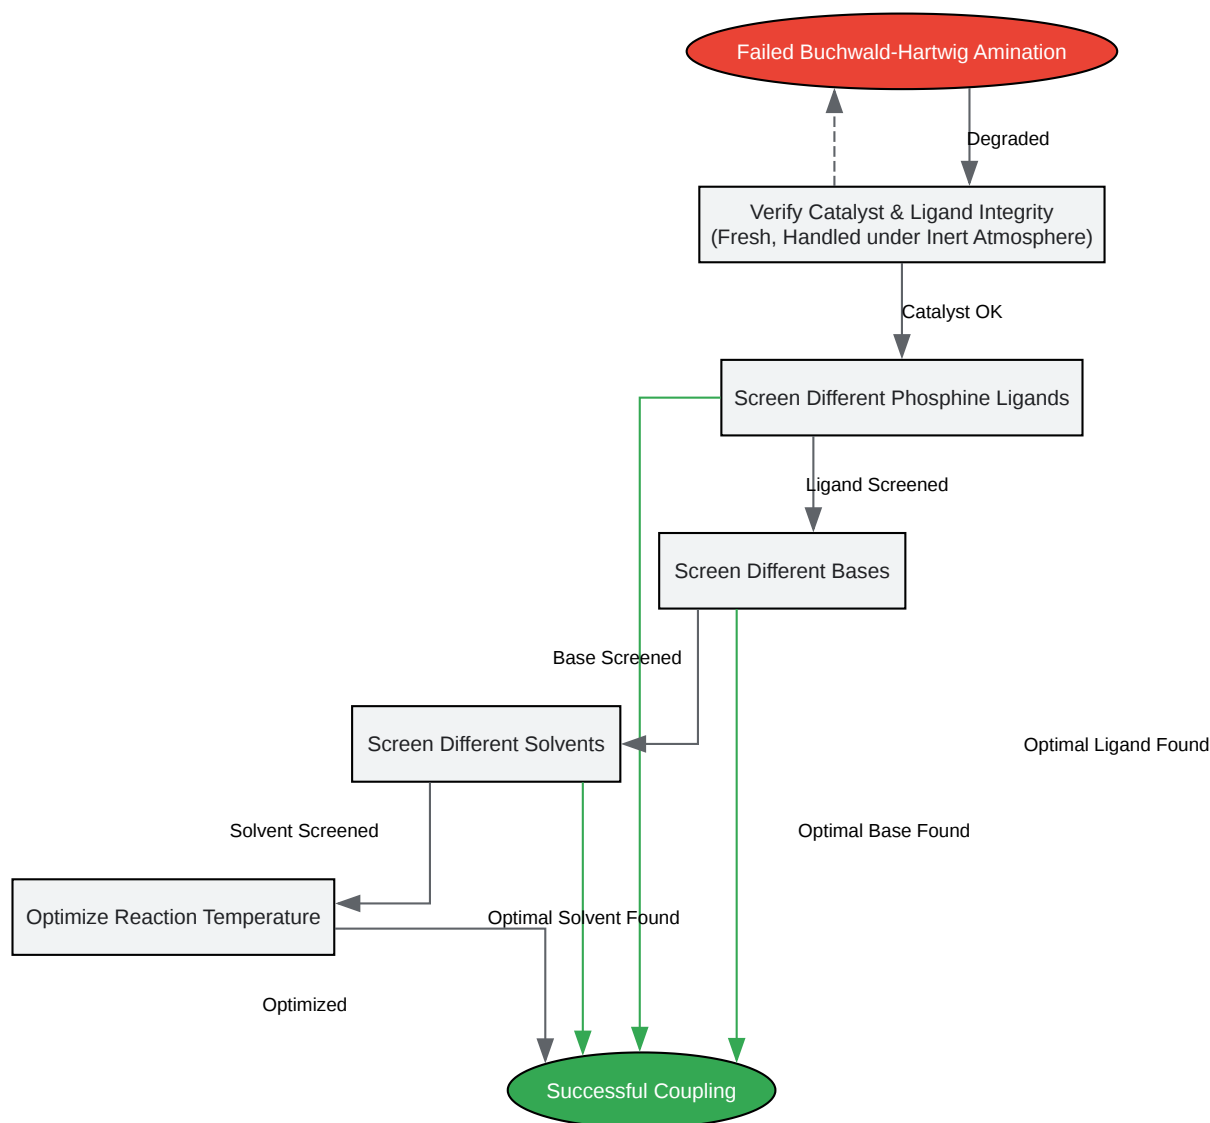 Failed Buchwald-Hartwig Amination
Degraded
Verify Catalyst & Ligand Integrity
(Fresh, Handled under Inert Atmosphere)
Catalyst OK
Screen Different Phosphine Ligands
Ligand Screened
Screen Different Bases
Base Screened
Screen Different Solvents
Optimal Ligand Found
Solvent Screened
Optimal Base Found
Optimize Reaction Temperature
Optimal Solvent Found
Optimized
Successful Coupling